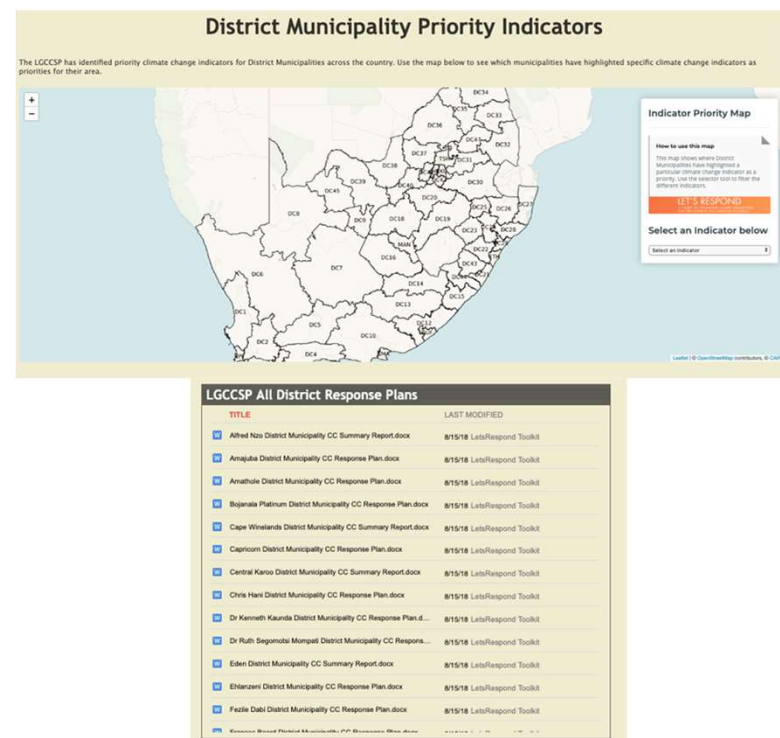 District Municipality Priority Indicators
The LGCCSP has identified priority climate change indicators for District Municipalities across the country. Use the map below to see which municipalities have highlighted specific climate change indicators as
priorities for their area.
+
−
Indicator Priority Map
How to use this map
This map shows where District
Municipalities have highlighted a
particular climate change indicator as a
priority. Use the selector tool to filter the
different indicators.
LET'S RESPOND
Select an Indicator below
Select an Indicator
DC34
DC35
DC33
DC36
DC32
DC37
DC31
DC38
DC39
DC30
DC45
DC40
DC20
DC8
DC9
DC18
DC19
DC25
DC26
DC27
DC28
DC23
MAN
DC22
DC16
DC6
DC7
DC43
DC14
DC13
DC15
DC1
DC5
DC12
DC10
DC2
DC4
Leaflet | © OpenStreetMap contributors, ©
LGCCSP All District Response Plans
TITLE LAST MODIFIED
Alfred Nzo District Municipality CC Summary Report.docx 8/15/18 LetsRespond Toolkit
Amajuba District Municipality CC Response Plan.docx 8/15/18 LetsRespond Toolkit
Amathole District Municipality CC Response Plan.docx 8/15/18 LetsRespond Toolkit
Bojanala Platinum District Municipality CC Response Plan.docx 8/15/18 LetsRespond Toolkit
Cape Winelands District Municipality CC Summary Report.docx 8/15/18 LetsRespond Toolkit
Capricorn District Municipality CC Response Plan.docx 8/15/18 LetsRespond Toolkit
Central Karoo District Municipality CC Summary Report.docx 8/15/18 LetsRespond Toolkit
Chris Hani District Municipality CC Response Plan.docx 8/15/18 LetsRespond Toolkit
Dr Kenneth Kaunda District Municipality CC Response Plan.d... 8/15/18 LetsRespond Toolkit
Dr Ruth Segomotsi Mompati District Municipality CC Respons... 8/15/18 LetsRespond Toolkit
Eden District Municipality CC Summary Report.docx 8/15/18 LetsRespond Toolkit
Ehlanzeni District Municipality CC Response Plan.docx 8/15/18 LetsRespond Toolkit
Fezile Dabi District Municipality CC Response Plan.docx 8/15/18 LetsRespond Toolkit